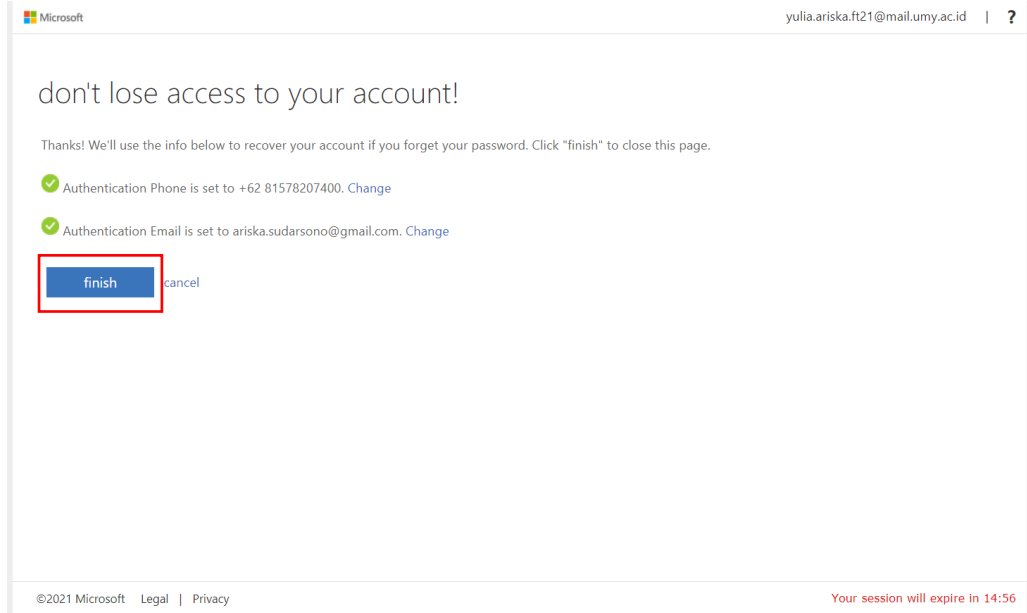 Microsoft
yulia.ariska.ft21@mail.umy.ac.id | ?
don't lose access to your account!
Thanks! We'll use the info below to recover your account if you forget your password. Click "finish" to close this page.
Authentication Phone is set to +62 81578207400. Change
Authentication Email is set to ariska.sudarsono@gmail.com. Change
finish cancel
©2021 Microsoft Legal | Privacy
Your session will expire in 14:56